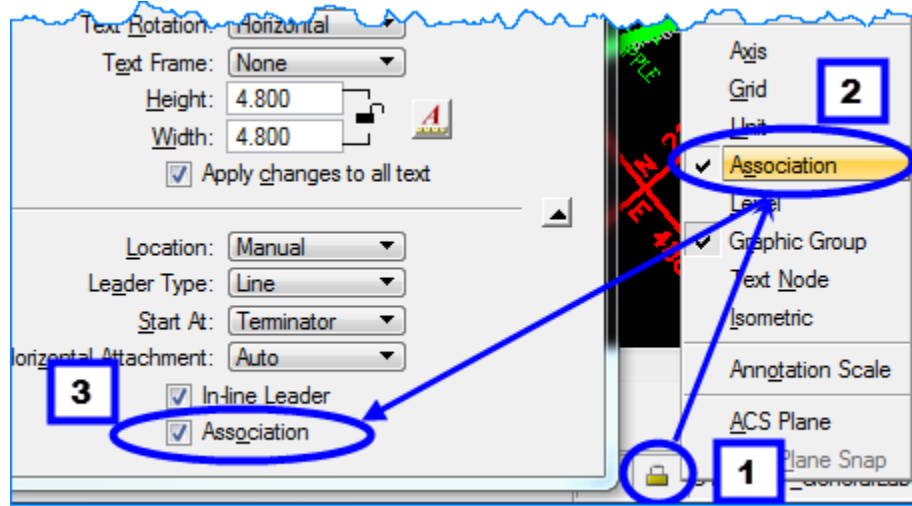 Text Rotation: Horizontal
Text Frame: None
Height: 4.800
Width: 4.800
Apply changes to all text
Location: Manual
Leader Type: Line
Start At: Terminator
Horizontal Attachment: Auto
In-line Leader
Association
3
Axis
Grid
Unit
Association
Level
Graphic Group
Text Node
Isometric
Annotation Scale
ACS Plane
Plane Snap
2
1
N
E